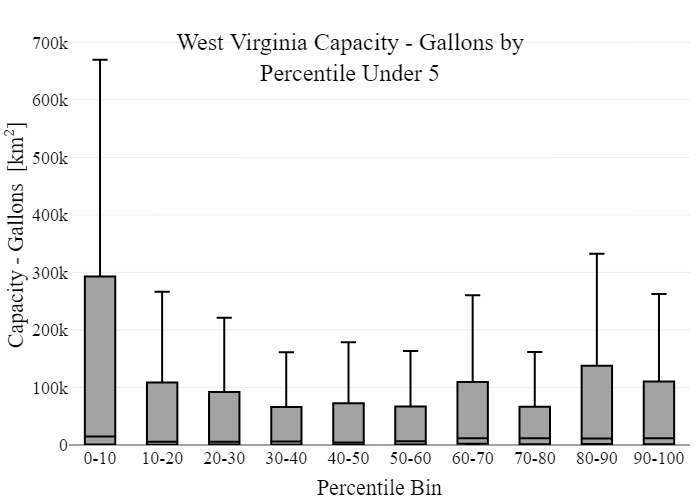 West Virginia Capacity - Gallons by
Percentile Under 5
Capacity - Gallons [km²]
700k
600k
500k
400k
300k
200k
100k
0
0-10 10-20 20-30 30-40 40-50 50-60 60-70 70-80 80-90 90-100
Percentile Bin